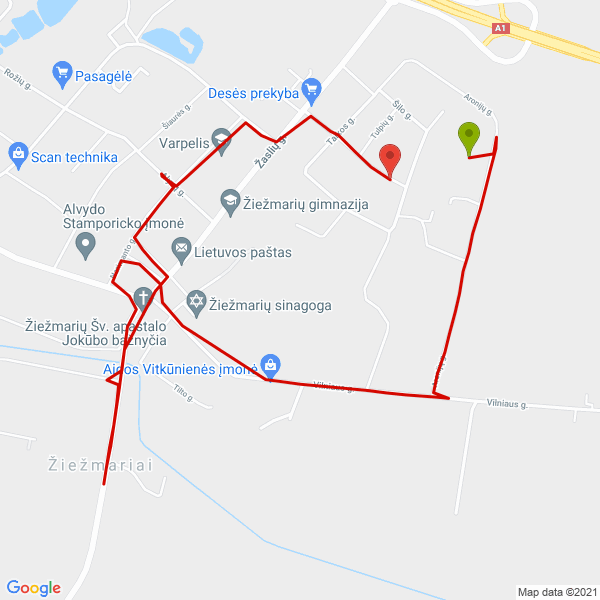 A1
Rožių g.
Pasagėlė
Desės prekyba
Aronijų g.
Šiaurės g.
Šilo g.
Tulpių g.
Taikos g.
Varpelis
Žaslių g.
Scan technika
Žiežmarių gimnazija
Alvydo
Stamporicko įmonė
Lietuvos paštas
Žiežmarių sinagoga
Žiežmarių Šv. apaštalo
Jokūbo bažnyčia
Aidos Vitkūnienės įmonė
Vilniaus g.
Tilto g.
Vilniaus g.
Žiežmariai
Google
Map data ©2021